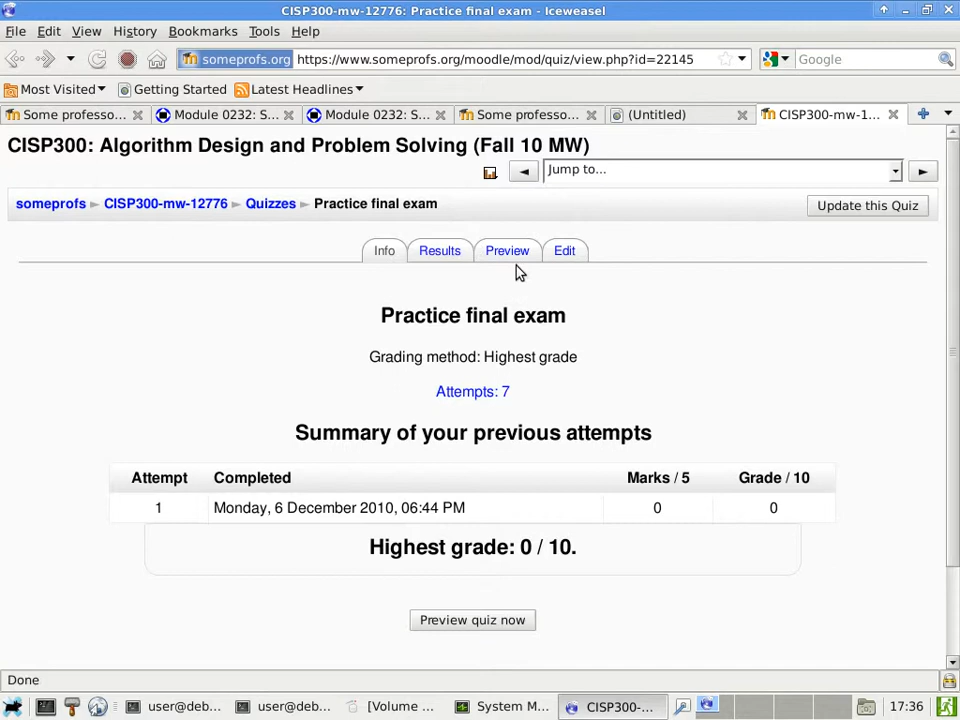 CISP300-mw-12776: Practice final exam - Iceweasel
File Edit View History Bookmarks Tools Help
someprofs.org https://www.someprofs.org/moodle/mod/quiz/view.php?id=22145 Google
Most Visited Getting Started Latest Headlines
Some professo... Module 0232: S... Module 0232: S... Some professo... (Untitled) CISP300-mw-1...
CISP300: Algorithm Design and Problem Solving (Fall 10 MW)
Jump to...
someprofs CISP300-mw-12776 Quizzes Practice final exam Update this Quiz
Info Results Preview Edit
Practice final exam
Grading method: Highest grade
Attempts: 7
Summary of your previous attempts
Attempt Completed Marks / 5 Grade / 10
1 Monday, 6 December 2010, 06:44 PM 0 0
Highest grade: 0 / 10.
Preview quiz now
Done
user@deb... user@deb... [Volume ... System M... CISP300-... 17:36